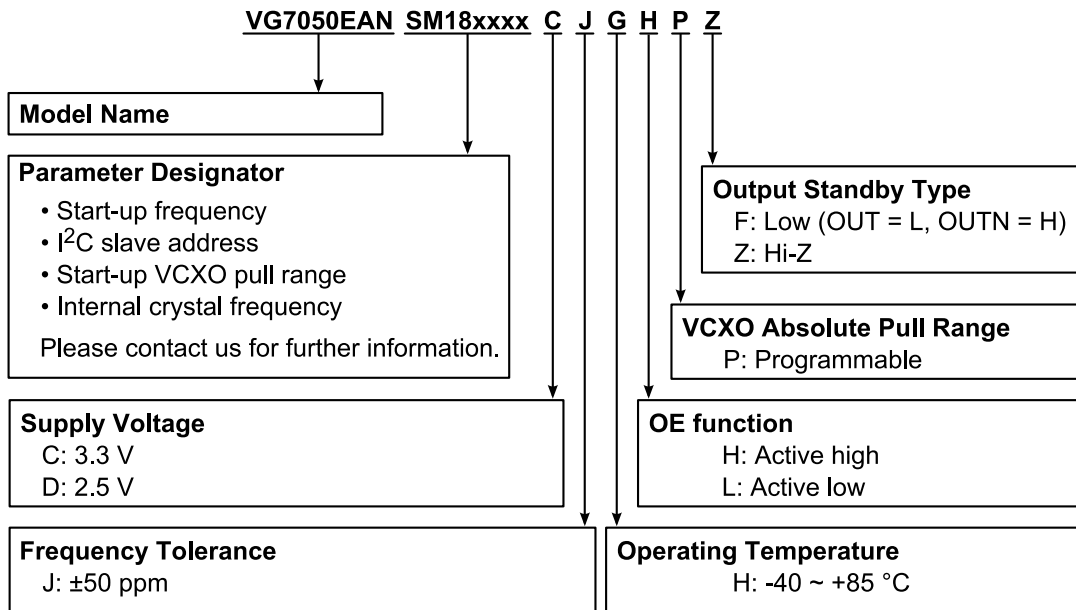 VG7050EAN SM18xxxx C J G H P Z
Model Name
Parameter Designator
• Start-up frequency
• I²C slave address
• Start-up VCXO pull range
• Internal crystal frequency
Please contact us for further information.
Output Standby Type
F: Low (OUT = L, OUTN = H)
Z: Hi-Z
VCXO Absolute Pull Range
P: Programmable
Supply Voltage
C: 3.3 V
D: 2.5 V
OE function
H: Active high
L: Active low
Frequency Tolerance
J: ±50 ppm
Operating Temperature
H: -40 ~ +85 °C